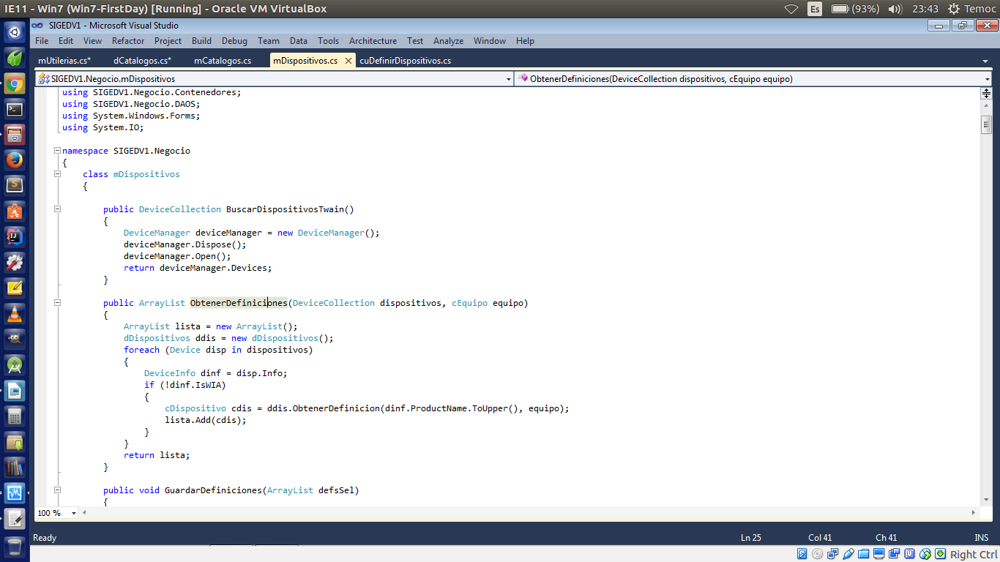 IE11 - Win7 (Win7-FirstDay) [Running] - Oracle VM VirtualBox
Es
(93%)
23:43
Temoc
SIGEDV1 - Microsoft Visual Studio
File Edit View Refactor Project Build Debug Team Data Tools Architecture Test Analyze Window Help
mUtilerias.cs* dCatalogos.cs* mCatalogos.cs mDispositivos.cs cuDefinirDispositivos.cs
SIGEDV1.Negocio.mDispositivos
ObtenerDefiniciones(DeviceCollection dispositivos, cEquipo equipo)
using SIGEDV1.Negocio.Contenedores;
using SIGEDV1.Negocio.DAOS;
using System.Windows.Forms;
using System.IO;
namespace SIGEDV1.Negocio
{
class mDispositivos
{
public DeviceCollection BuscarDispositivosTwain()
{
DeviceManager deviceManager = new DeviceManager();
deviceManager.Dispose();
deviceManager.Open();
return deviceManager.Devices;
}
public ArrayList ObtenerDefiniciones(DeviceCollection dispositivos, cEquipo equipo)
{
ArrayList lista = new ArrayList();
dDispositivos ddis = new dDispositivos();
foreach (Device disp in dispositivos)
{
DeviceInfo dinf = disp.Info;
if (!dinf.IsWIA)
{
cDispositivo cdis = ddis.ObtenerDefinicion(dinf.ProductName.ToUpper(), equipo);
lista.Add(cdis);
}
}
return lista;
}
public void GuardarDefiniciones(ArrayList defsSel)
{
100 %
Ready
Ln 25
Col 41
Ch 41
INS
Right Ctrl